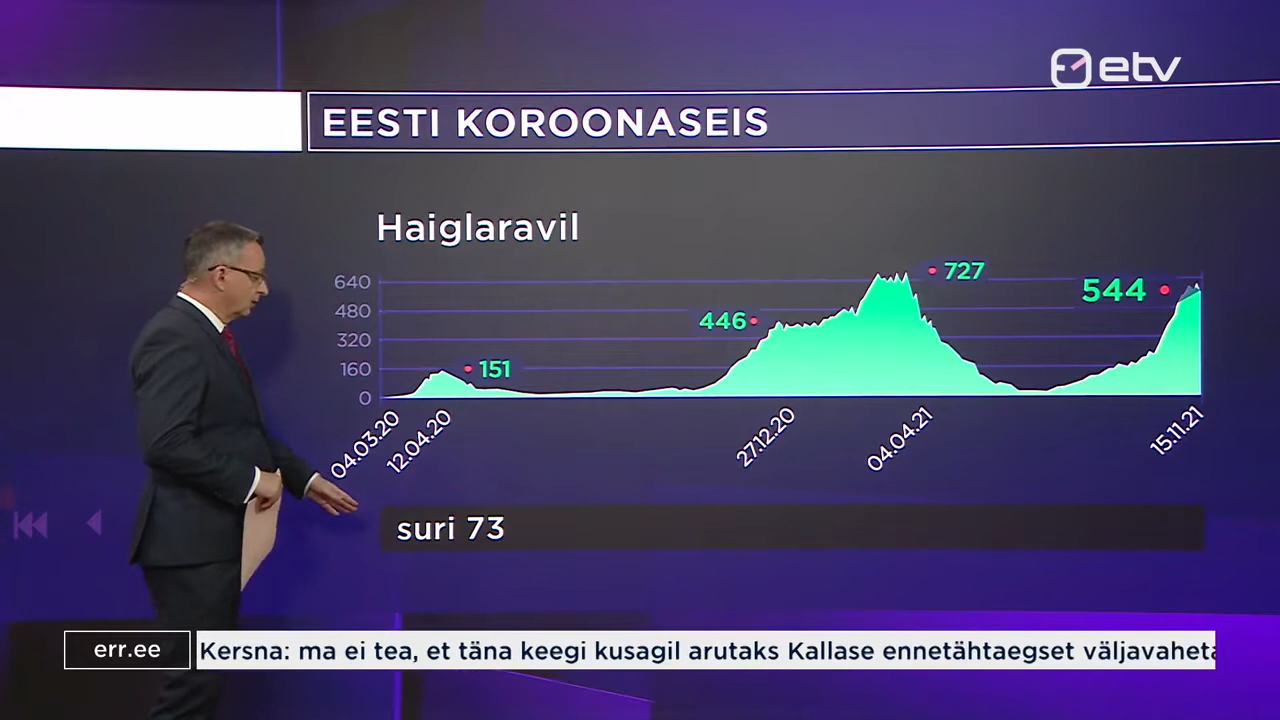 etv
EESTI KOROONASEIS
Haiglaravil
640
480
320
160
0
151
446
727
544
04.03.20
12.04.20
27.12.20
04.04.21
15.11.21
suri 73
err.ee
Kersna: ma ei tea, et täna keegi kusagil arutaks Kallase ennetähtaegset väljavaheta